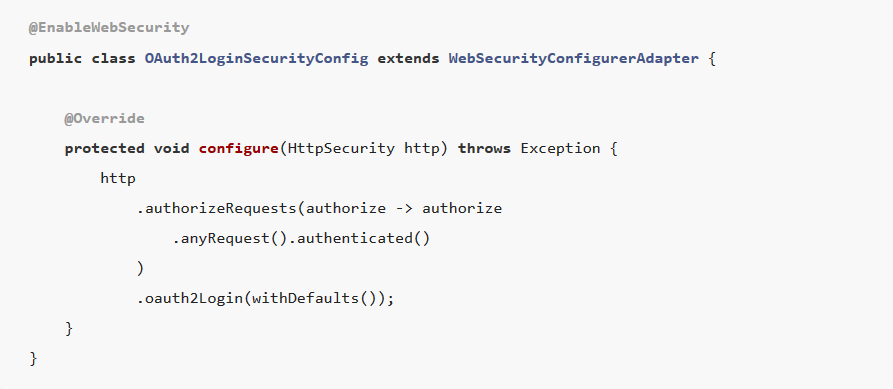 @EnableWebSecurity
public class OAuth2LoginSecurityConfig extends WebSecurityConfigurerAdapter {
@Override
protected void configure(HttpSecurity http) throws Exception {
http
.authorizeRequests(authorize -> authorize
.anyRequest().authenticated()
)
.oauth2Login(withDefaults());
}
}